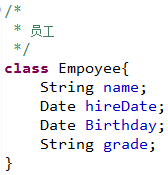 /*
 * 员工
 */
class Empoyee{
    String name;
    Date hireDate;
    Date Birthday;
    String grade;
}